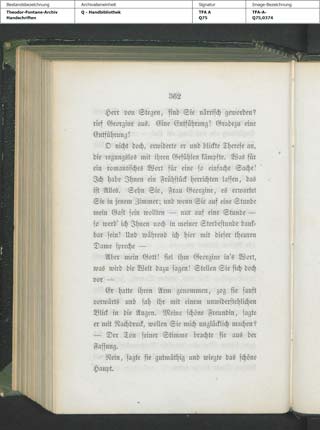 Bestandsbezeichnung Archivalieneinheit Signatur Image-Bezeichnung
Theodor-Fontane-Archiv Q - Handbibliothek TFA A TFA-A-
Handschriften Q75 Q75,0374
362
Herr von Stegen, sind Sie närrisch geworden?
rief Georgine aus. Eine Entführung! Gradezu eine
Entführung!
O nicht doch, erwiderte er und blickte Therese an,
die regungslos mit ihren Gefühlen kämpfte. Was für
ein romantisches Wort für eine so einfache Sache!
Ich habe Ihnen ein Frühstück herrichten lassen, das
ist Alles. Sehn Sie, Frau Georgine, es erwartet
Sie in jenem Zimmer; und wenn Sie auf eine Stunde
mein Gast sein wollten — nur auf eine Stunde —
so werd' ich Ihnen noch in meiner Sterbestunde dank-
bar sein! Und während ich hier mit dieser theuren
Dame spreche —
Aber mein Gott! fiel ihm Georgine in's Wort,
was wird die Welt dazu sagen! Stellen Sie sich doch
vor —
Er hatte ihren Arm genommen, zog sie sanft
vorwärts und sah ihr mit einem unwiderstehlichen
Blick in die Augen. Meine schöne Freundin, sagte
er mit Nachdruck, wollen Sie mich unglücklich machen?
— Der Ton seiner Stimme brachte sie aus der
Fassung.
Nein, sagte sie gutmüthig und wiegte das schöne
Haupt.